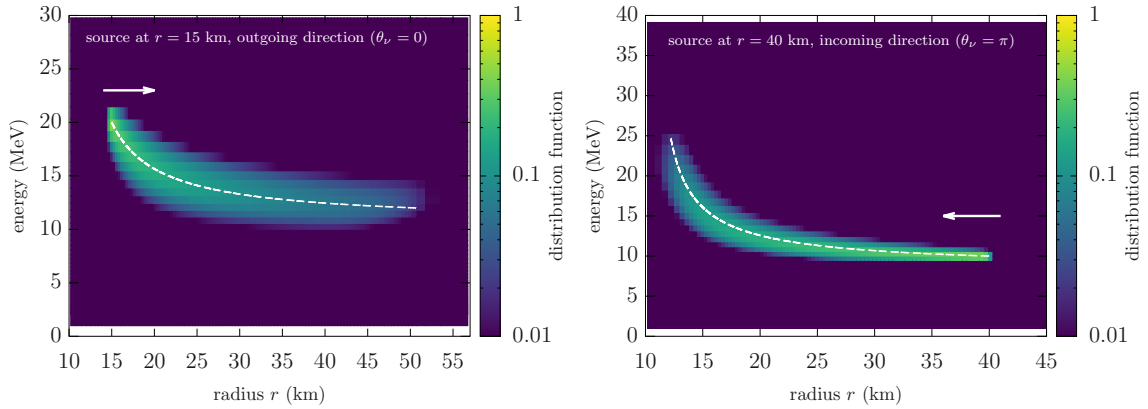 source at r = 15 km, outgoing direction (θν = 0)
energy (MeV)
30
25
20
15
10
5
0
10 15 20 25 30 35 40 45 50 55
radius r (km)
1
0.1
0.01
distribution function
source at r = 40 km, incoming direction (θν = π)
energy (MeV)
40
35
30
25
20
15
10
5
0
10 15 20 25 30 35 40 45
radius r (km)
1
0.1
0.01
distribution function